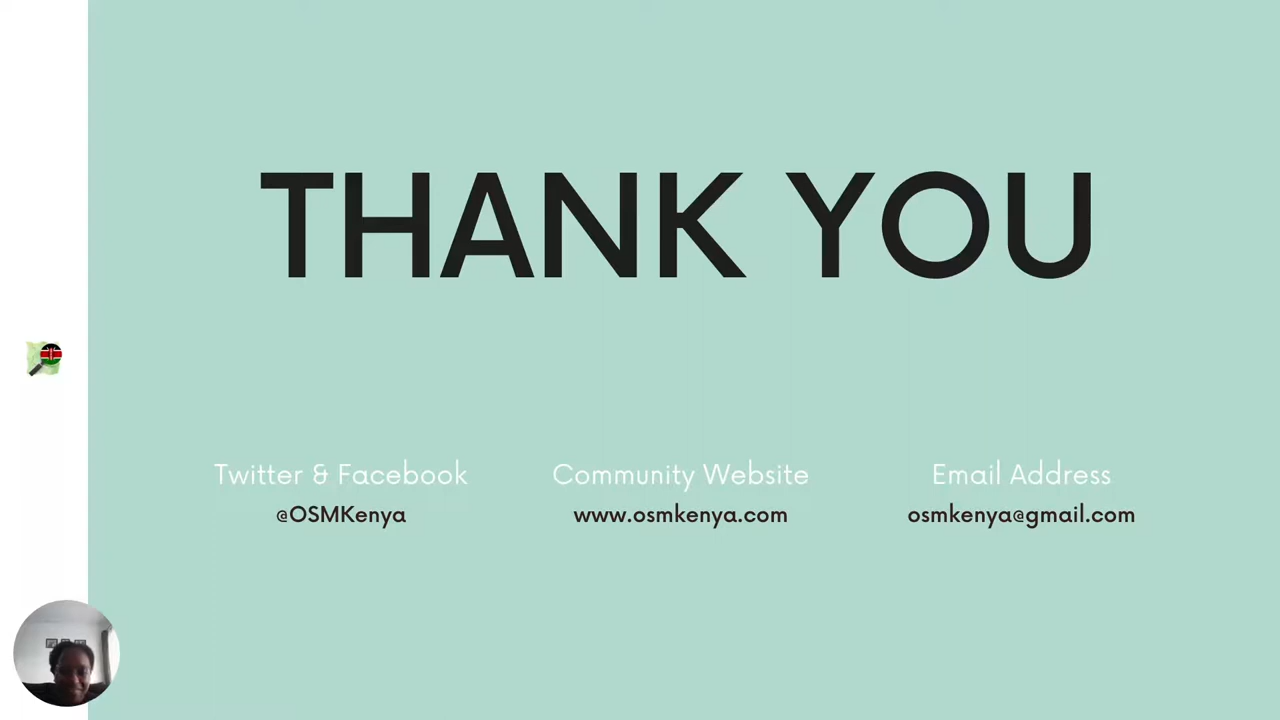 THANK YOU
Twitter & Facebook
@OSMKenya
Community Website
www.osmkenya.com
Email Address
osmkenya@gmail.com